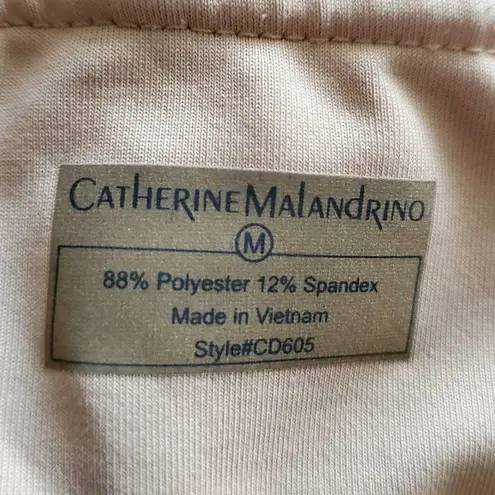 CATHERINE MALANDRINO
M
88% Polyester 12% Spandex
Made in Vietnam
Style#CD605